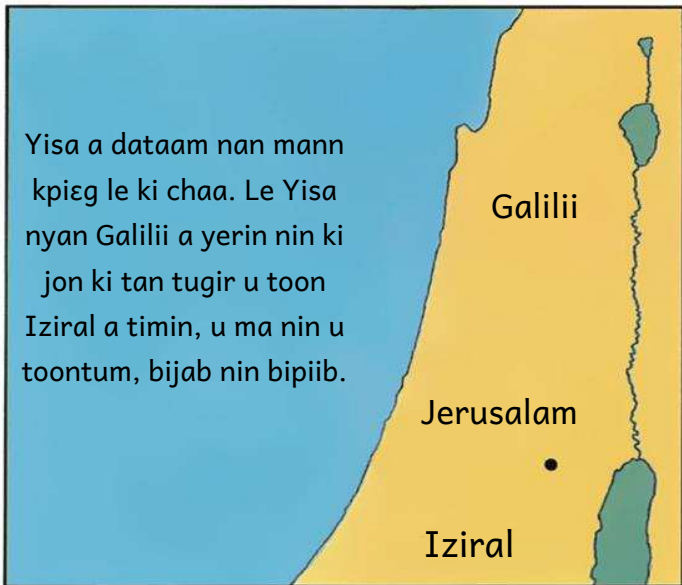 Yisa a dataam nan mann
kpiɛg le ki chaa. Le Yisa
nyan Galilii a yerin nin ki
jon ki tan tugir u toon
Iziral a timin, u ma nin u
toontum, bijab nin bipiib.
Galilii
Jerusalam
Iziral